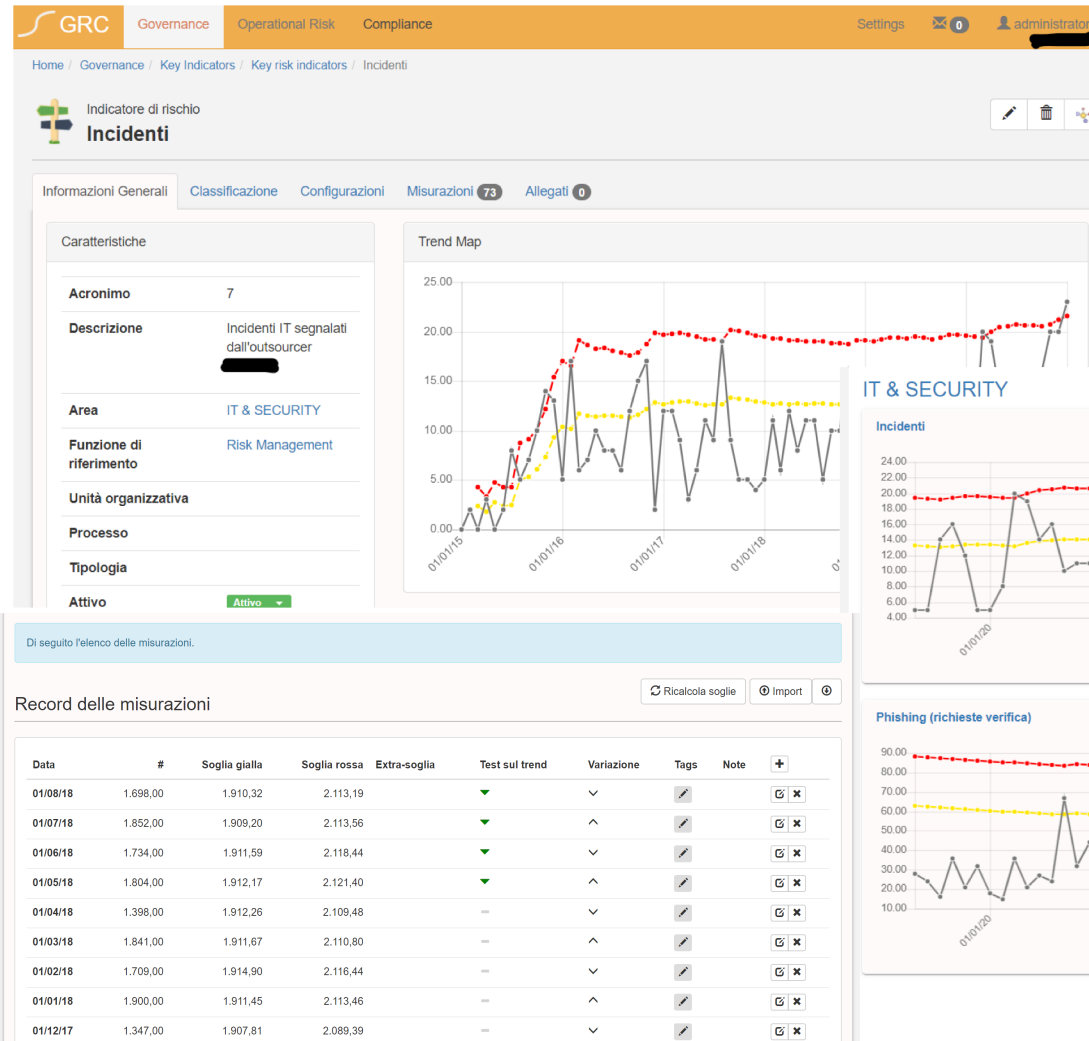 GRC Governance Operational Risk Compliance Settings 0 administrator
Home / Governance / Key Indicators / Key risk indicators / Incidenti
Indicatore di rischio
Incidenti
Informazioni Generali Classificazione Configurazioni Misurazioni 73 Allegati 0
Caratteristiche
Acronimo 7
Descrizione Incidenti IT segnalati
dall'outsourcer
Area IT & SECURITY
Funzione di Risk Management
riferimento
Unità organizzativa
Processo
Tipologia
Attivo Attivo
Trend Map
25.00
20.00
15.00
10.00
5.00
0.00
01/01/15 01/01/16 01/01/17 01/01/18
IT & SECURITY
Incidenti
24.00
22.00
20.00
18.00
16.00
14.00
12.00
10.00
8.00
6.00
4.00
01/01/20
Phishing (richieste verifica)
90.00
80.00
70.00
60.00
50.00
40.00
30.00
20.00
10.00
01/01/20
Di seguito l'elenco delle misurazioni.
Ricalcola soglie Import
Record delle misurazioni
Data # Soglia gialla Soglia rossa Extra-soglia Test sul trend Variazione Tags Note
01/08/18 1.698,00 1.910,32 2.113,19
01/07/18 1.852,00 1.909,20 2.113,56
01/06/18 1.734,00 1.911,59 2.118,44
01/05/18 1.804,00 1.912,17 2.121,40
01/04/18 1.398,00 1.912,26 2.109,48
01/03/18 1.841,00 1.911,67 2.110,80
01/02/18 1.709,00 1.914,90 2.116,44
01/01/18 1.900,00 1.911,45 2.113,46
01/12/17 1.347,00 1.907,81 2.089,39